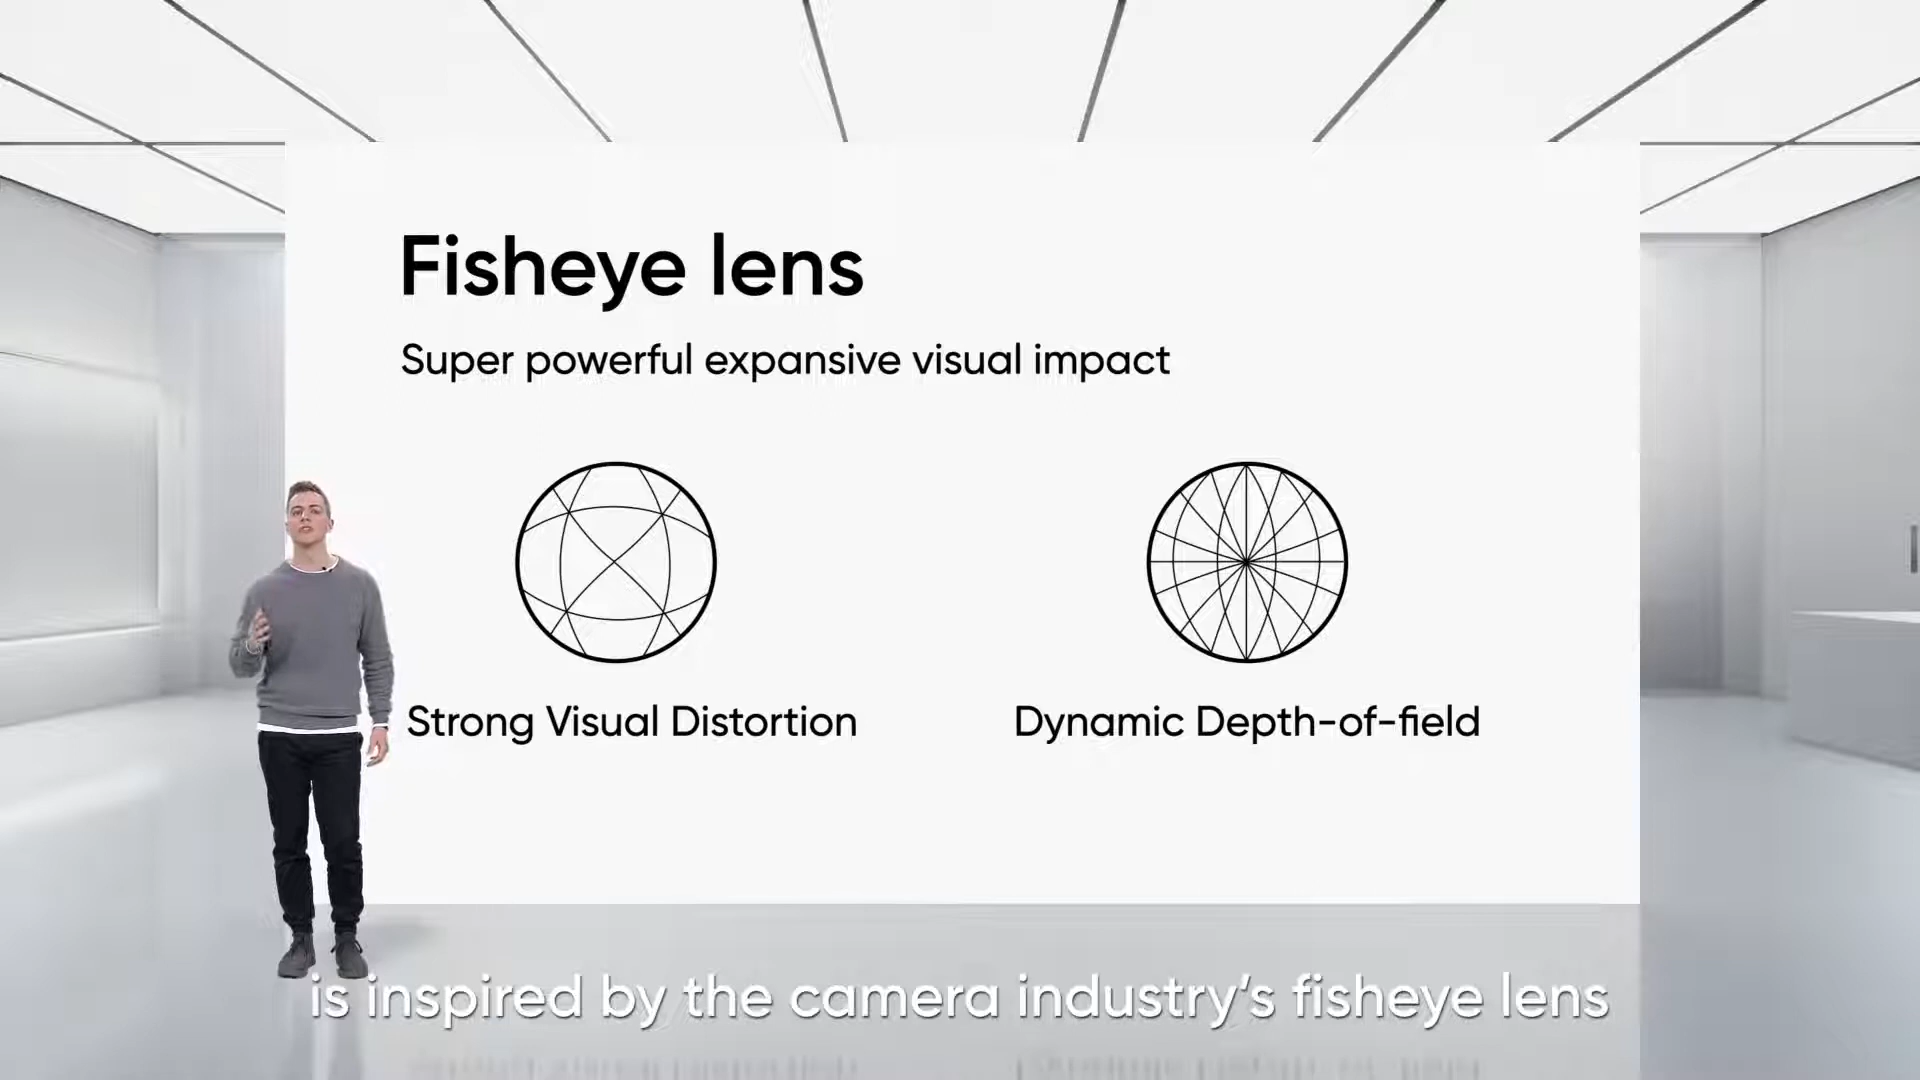 Fisheye lens
Super powerful expansive visual impact
Strong Visual Distortion
Dynamic Depth-of-field
is inspired by the camera industry's fisheye lens